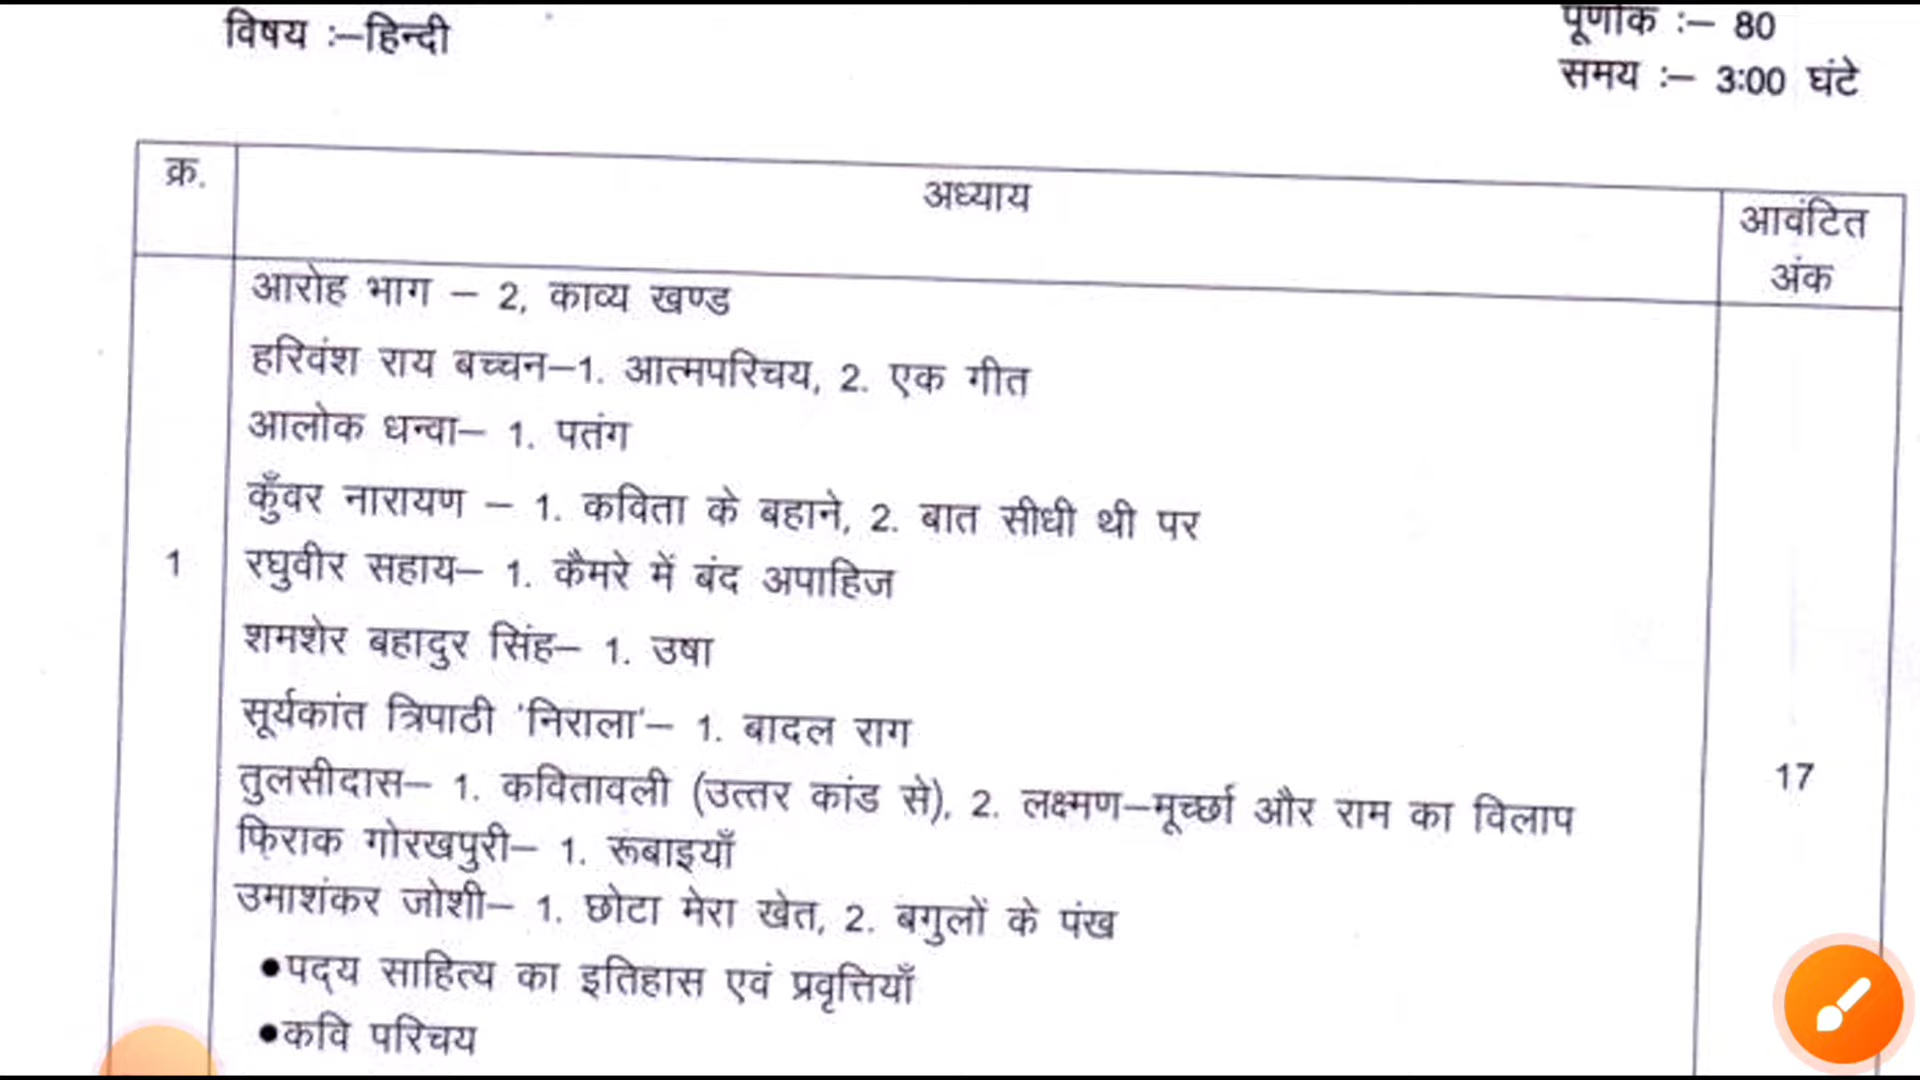 विषय :–हिन्दी
पूर्णांक :– 80
समय :– 3:00 घंटे
क्र.
अध्याय
आवंटित
अंक
आरोह भाग – 2, काव्य खण्ड
हरिवंश राय बच्चन–1. आत्मपरिचय, 2. एक गीत
आलोक धन्वा– 1. पतंग
कुँवर नारायण – 1. कविता के बहाने, 2. बात सीधी थी पर
1
रघुवीर सहाय– 1. कैमरे में बंद अपाहिज
शमशेर बहादुर सिंह– 1. उषा
सूर्यकांत त्रिपाठी 'निराला'– 1. बादल राग
17
तुलसीदास– 1. कवितावली (उत्तर कांड से), 2. लक्ष्मण–मूर्च्छा और राम का विलाप
फिराक गोरखपुरी– 1. रूबाइयाँ
उमाशंकर जोशी– 1. छोटा मेरा खेत, 2. बगुलों के पंख
●पद्य साहित्य का इतिहास एवं प्रवृत्तियाँ
●कवि परिचय